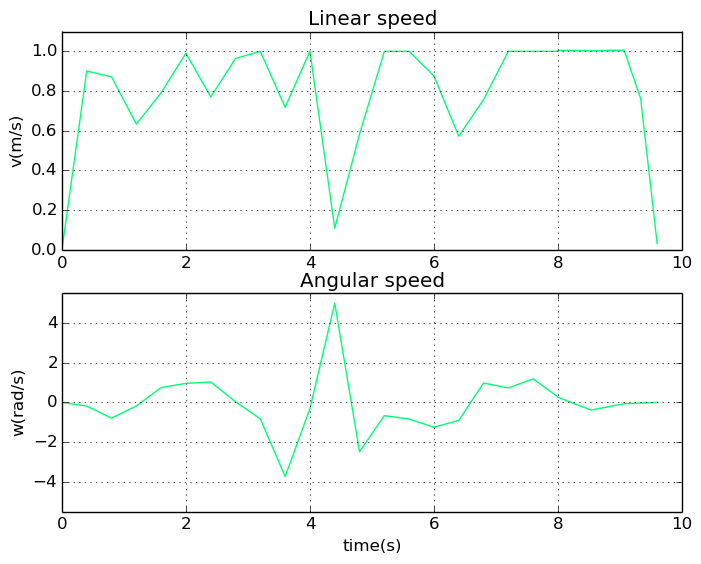 Linear speed
1.0
0.8
0.6
0.4
0.2
0.0
v(m/s)
0 2 4 6 8 10
Angular speed
4
2
0
−2
−4
w(rad/s)
0 2 4 6 8 10
time(s)